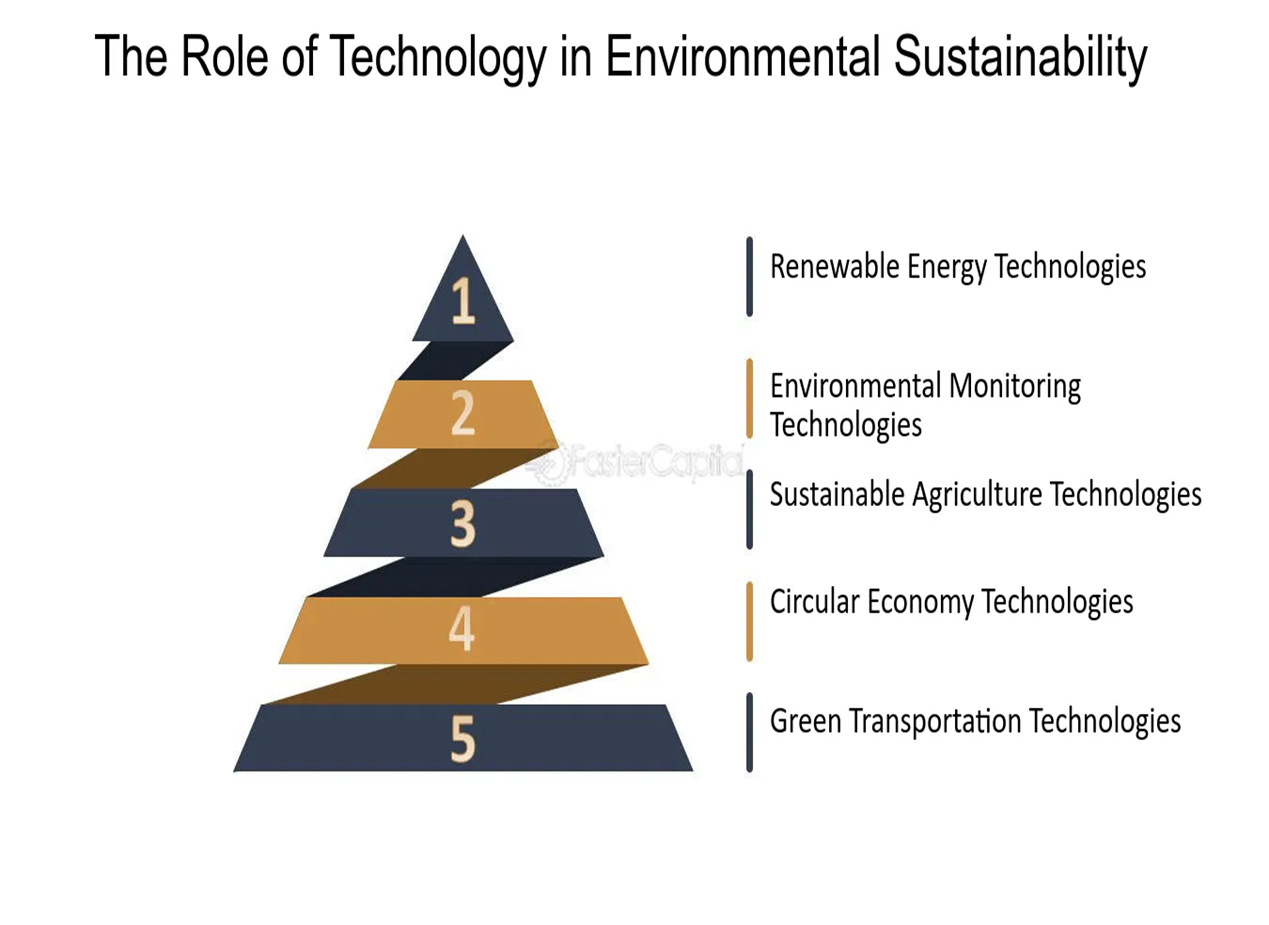 The Role of Technology in Environmental Sustainability
1
Renewable Energy Technologies
2
Environmental Monitoring
Technologies
FasterCapital
3
Sustainable Agriculture Technologies
4
Circular Economy Technologies
5
Green Transportation Technologies